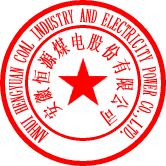 ANHUI HENGYUAN COAL INDUSTRY AND ELECTRICITY POWER CO.,LTD.
安徽恒源煤电股份有限公司